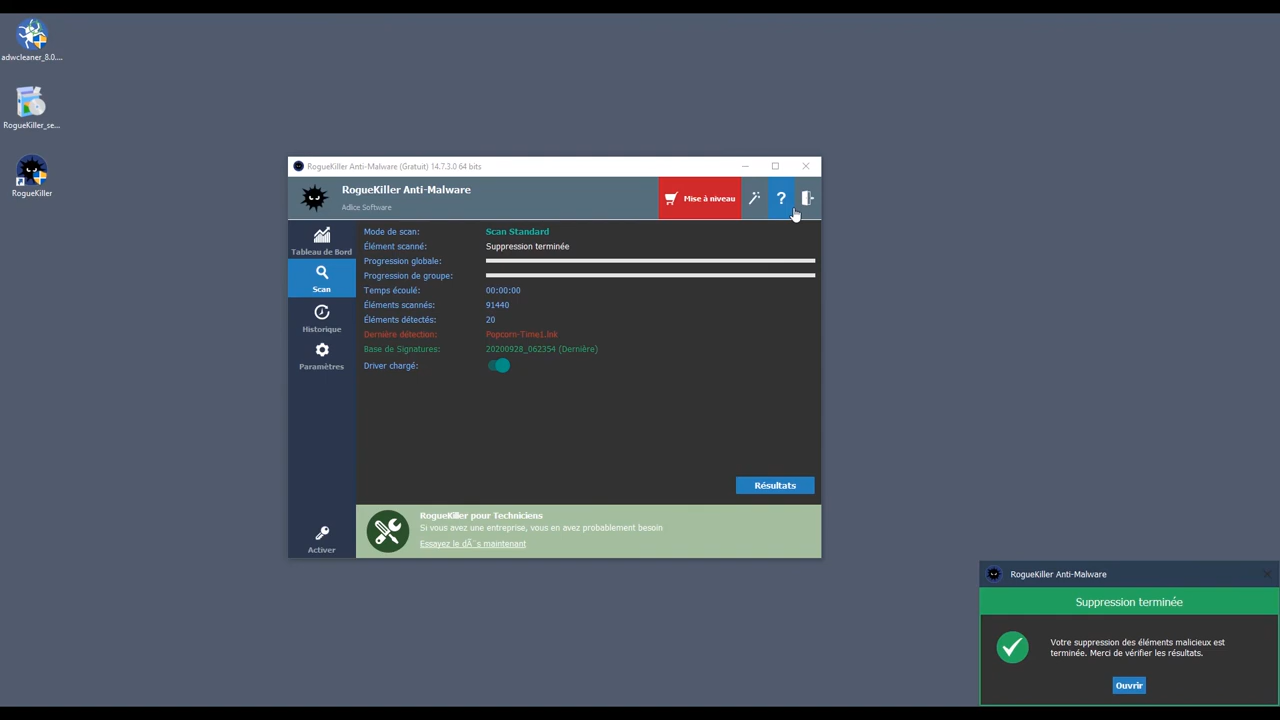 adwcleaner_8.0....
RogueKiller_se...
RogueKiller
RogueKiller Anti-Malware (Gratuit) 14.7.3.0 64 bits
RogueKiller Anti-Malware
Adlice Software
Mise à niveau
?
Tableau de Bord
Scan
Historique
Paramètres
Activer
Mode de scan: Scan Standard
Élément scanné: Suppression terminée
Progression globale:
Progression de groupe:
Temps écoulé: 00:00:00
Éléments scannés: 91440
Éléments détectés: 20
Dernière détection: Popcorn-Time1.lnk
Base de Signatures: 20200928_062354 (Dernière)
Driver chargé:
Résultats
RogueKiller pour Techniciens
Si vous avez une entreprise, vous en avez probablement besoin
Essayez le dÃ¨s maintenant
RogueKiller Anti-Malware
Suppression terminée
Votre suppression des éléments malicieux est
terminée. Merci de vérifier les résultats.
Ouvrir